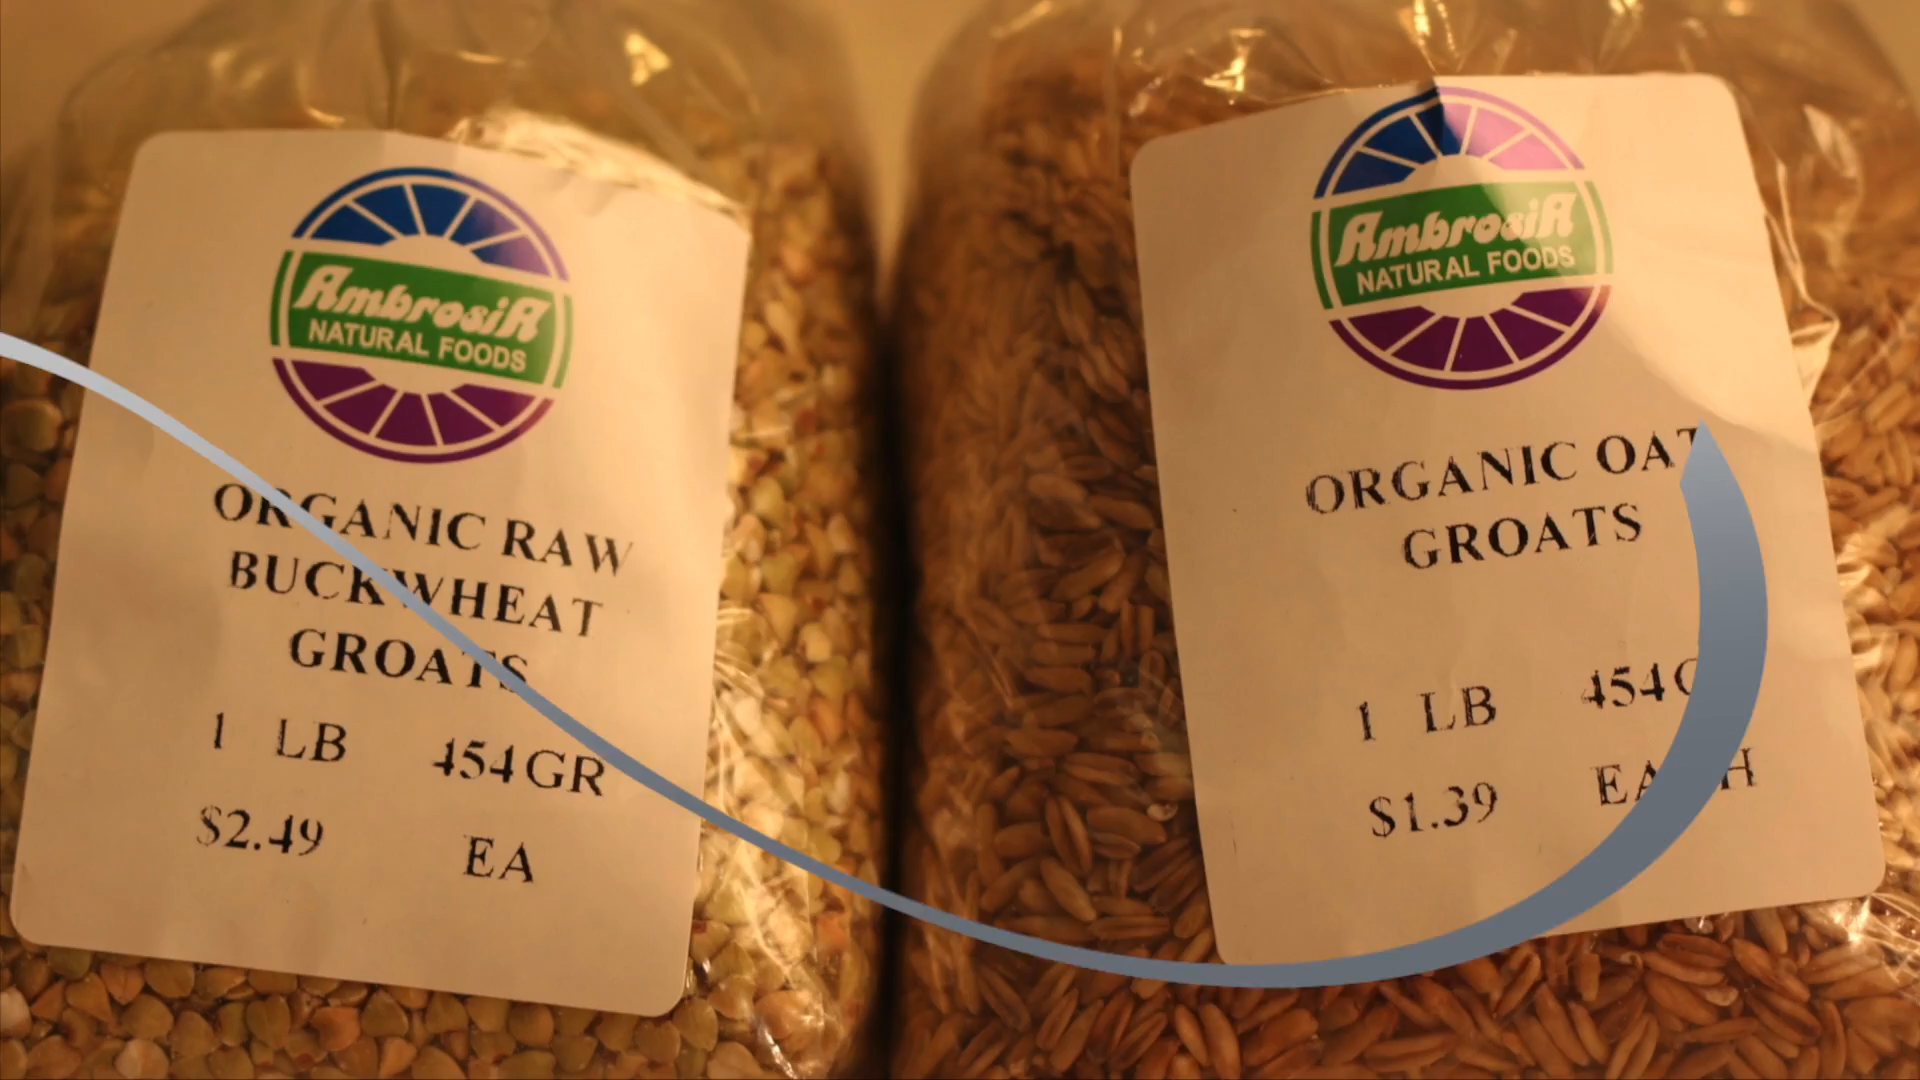 AmbrosiA
NATURAL FOODS
ORGANIC RAW
BUCKWHEAT
GROATS
1 LB 454GR
$2.49 EA
AmbrosiA
NATURAL FOODS
ORGANIC OAT
GROATS
1 LB
$1.39